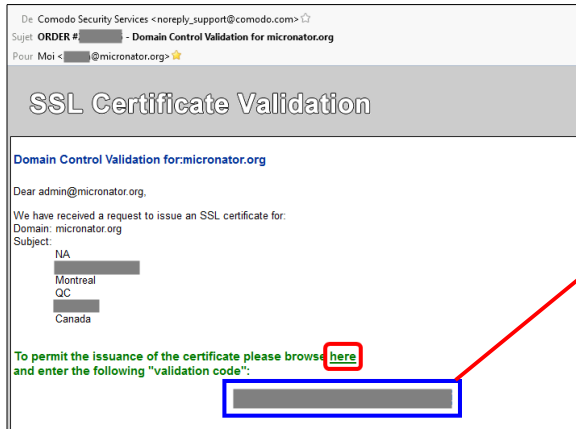 De Comodo Security Services <noreply_support@comodo.com>
Sujet ORDER # - Domain Control Validation for micronator.org
Pour Moi < @micronator.org>
SSL Certificate Validation
Domain Control Validation for:micronator.org
Dear admin@micronator.org,
We have received a request to issue an SSL certificate for:
Domain: micronator.org
Subject:
NA
Montreal
QC
Canada
To permit the issuance of the certificate please browse here
and enter the following "validation code":